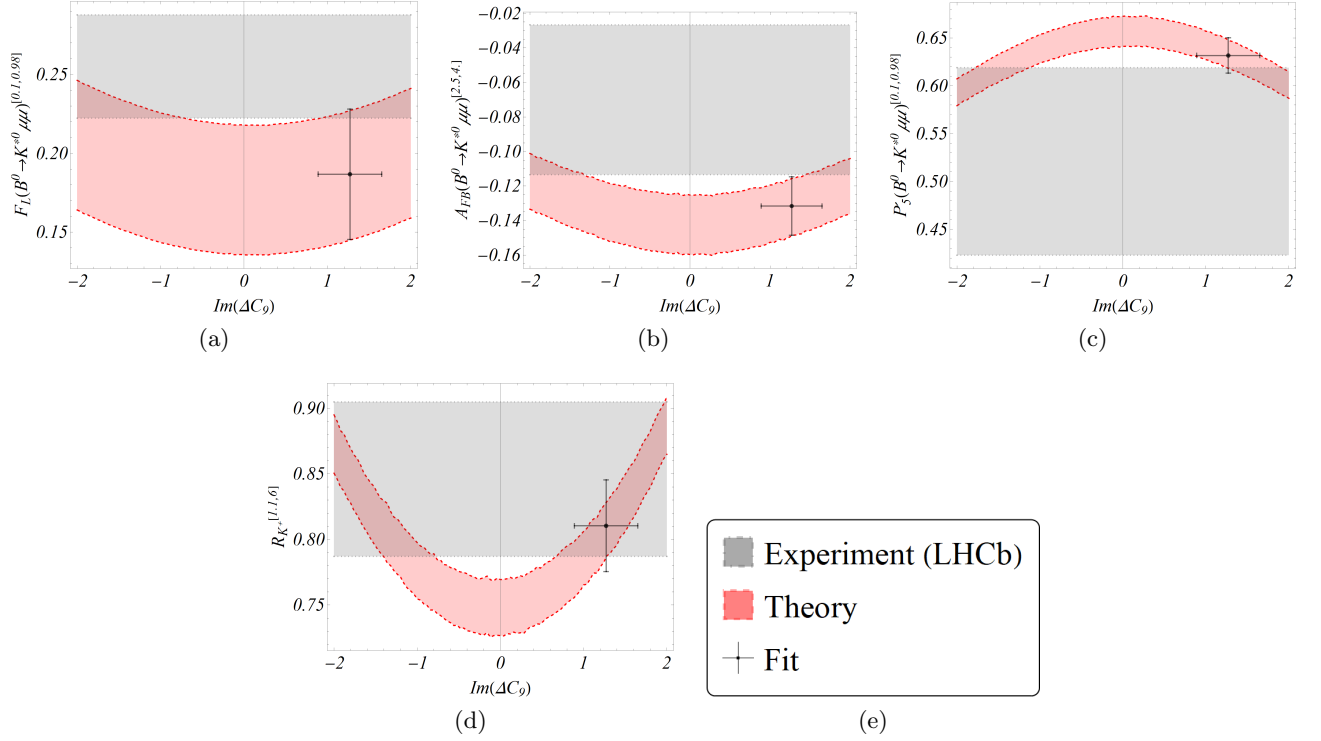 F_L(B^0→K^{*0} μμ)^{[0.1,0.98]}
0.25
0.20
0.15
−2 −1 0 1 2
Im(ΔC_9)
(a)
A_{FB}(B^0→K^{*0} μμ)^{[2.5,4.]}
−0.02
−0.04
−0.06
−0.08
−0.10
−0.12
−0.14
−0.16
−2 −1 0 1 2
Im(ΔC_9)
(b)
P'_5(B^0→K^{*0} μμ)^{[0.1,0.98]}
0.65
0.60
0.55
0.50
0.45
−2 −1 0 1 2
Im(ΔC_9)
(c)
R_{K^+}^{[1.1,6]}
0.90
0.85
0.80
0.75
−2 −1 0 1 2
Im(ΔC_9)
(d)
Experiment (LHCb)
Theory
Fit
(e)